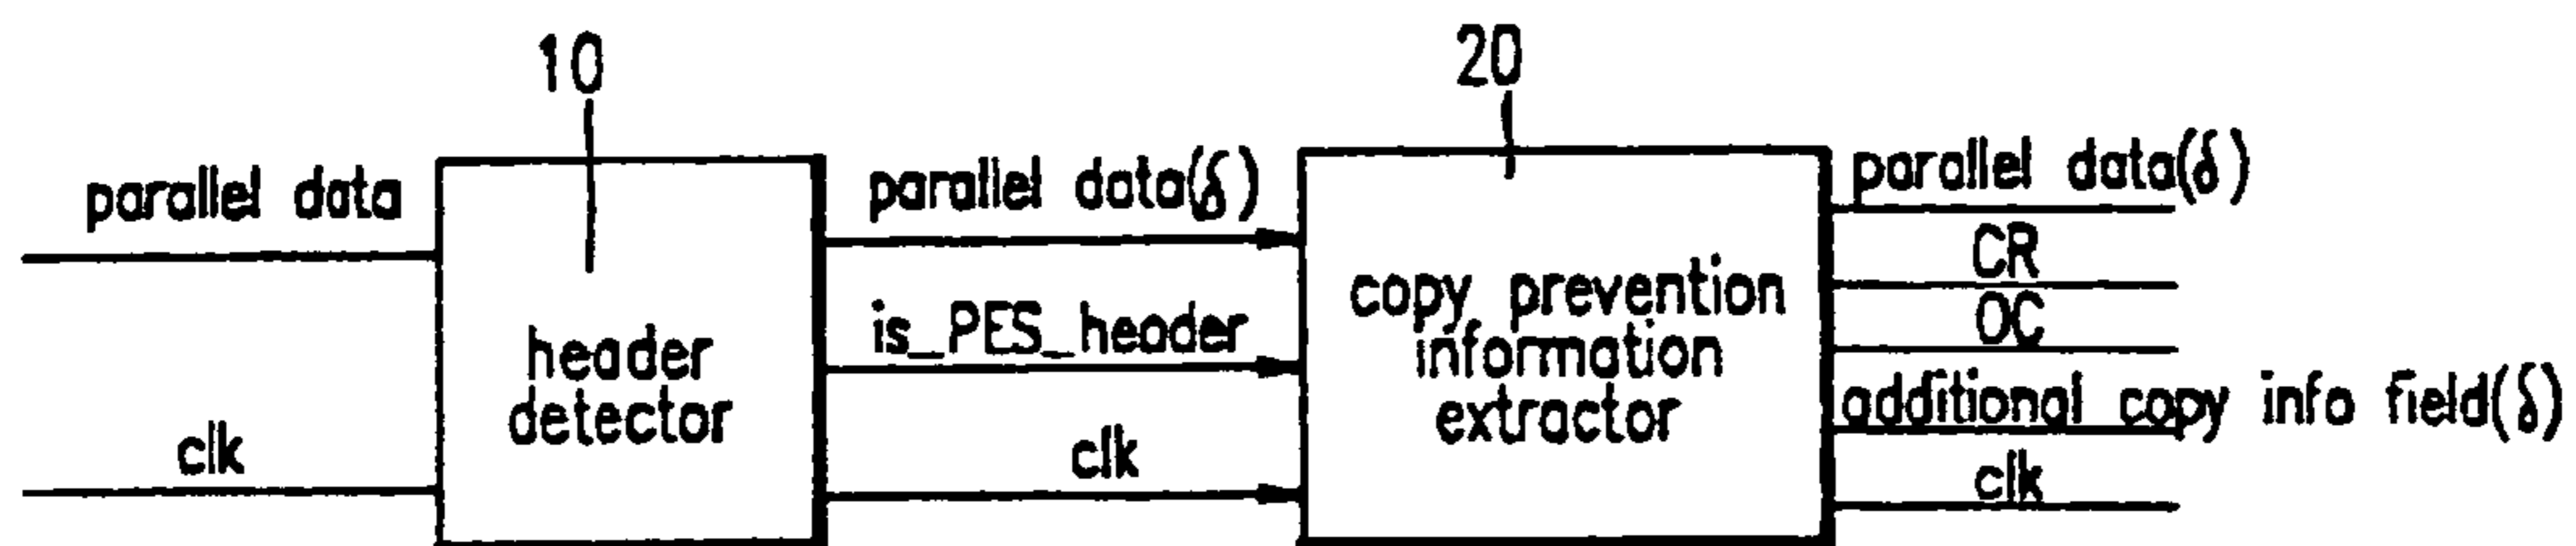 10
20
parallel data
clk
header
detector
parallel data(δ)
is_PES_header
clk
copy prevention
information
extractor
parallel data(δ)
CR
OC
additional copy info field(δ)
clk